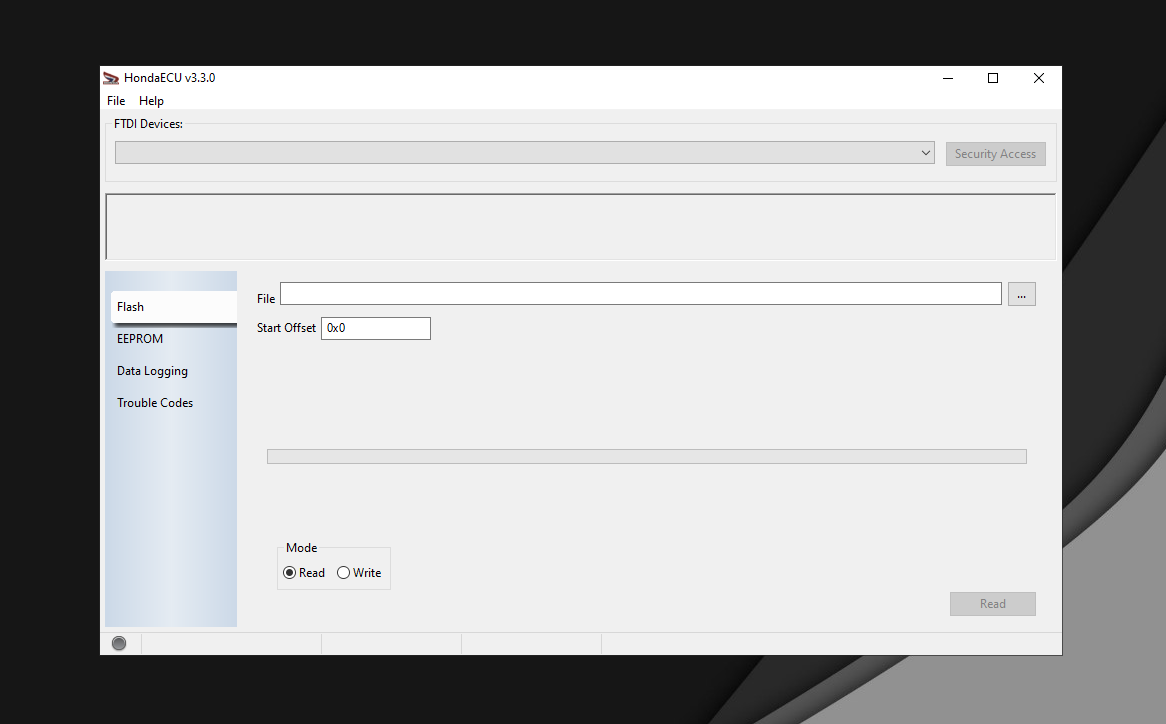 HondaECU v3.3.0
File Help
FTDI Devices:
Security Access
Flash
EEPROM
Data Logging
Trouble Codes
File
...
Start Offset 0x0
Mode
Read Write
Read